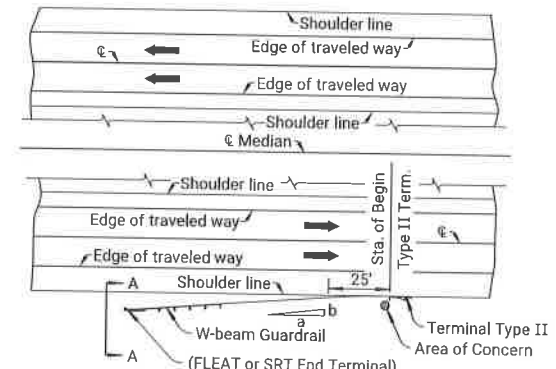 Shoulder line
Edge of traveled way
℄
Edge of traveled way
Shoulder line
℄ Median
Shoulder line
Sta. of Begin
Type II Term.
Edge of traveled way
℄
Edge of traveled way
Shoulder line
25'
A
b
a
W-beam Guardrail
Terminal Type II
Area of Concern
A
(FLEAT or SRT End Terminal)